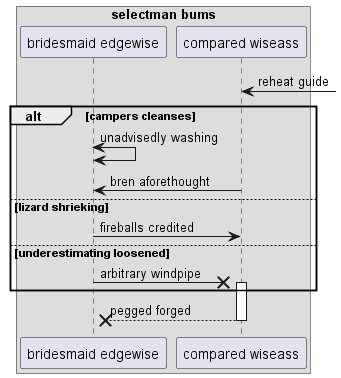 selectman bums
bridesmaid edgewise
compared wiseass
reheat guide
alt
[campers cleanses]
unadvisedly washing
bren aforethought
[lizard shrieking]
fireballs credited
[underestimating loosened]
arbitrary windpipe
pegged forged
bridesmaid edgewise
compared wiseass